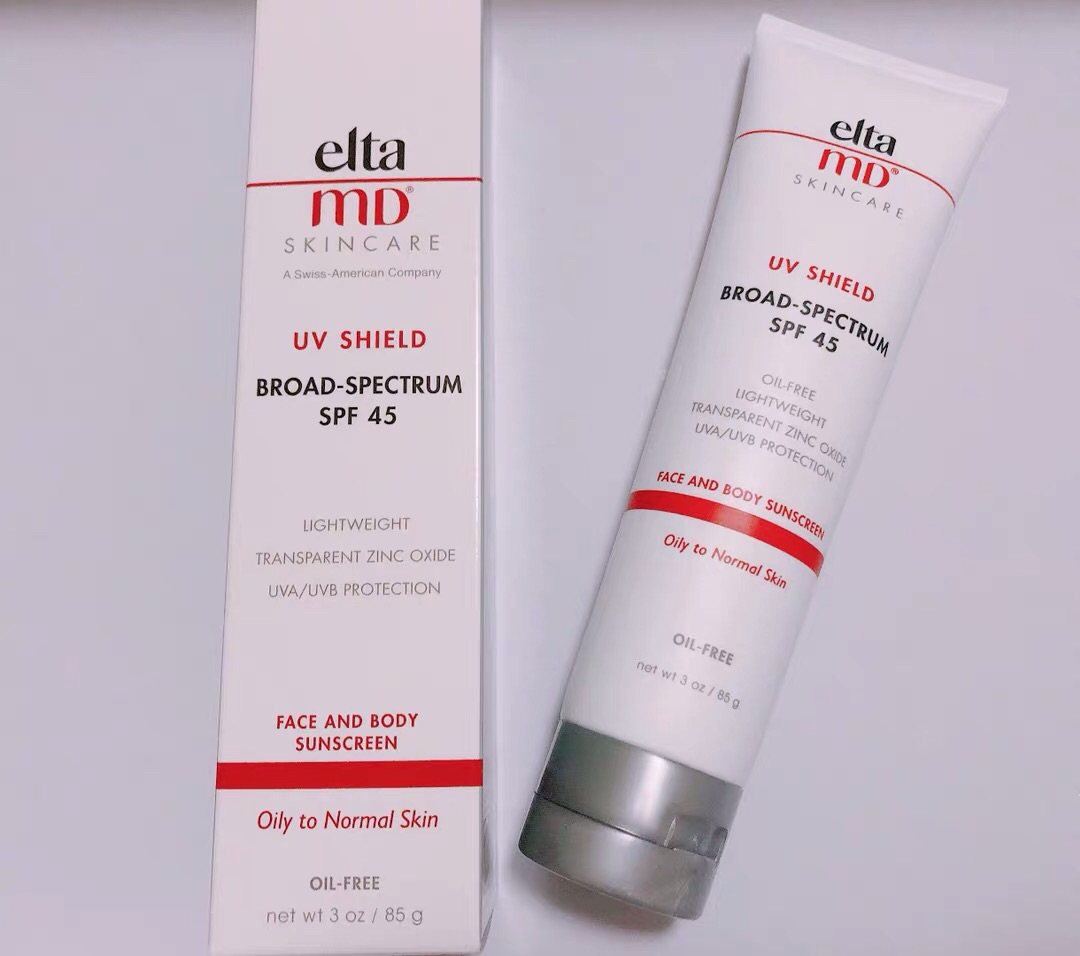 elta
MD®
SKINCARE
A Swiss-American Company
UV SHIELD
BROAD-SPECTRUM
SPF 45
LIGHTWEIGHT
TRANSPARENT ZINC OXIDE
UVA/UVB PROTECTION
FACE AND BODY
SUNSCREEN
Oily to Normal Skin
OIL-FREE
net wt 3 oz / 85 g
elta
MD®
SKINCARE
UV SHIELD
BROAD-SPECTRUM
SPF 45
OIL-FREE
LIGHTWEIGHT
TRANSPARENT ZINC OXIDE
UVA/UVB PROTECTION
FACE AND BODY SUNSCREEN
Oily to Normal Skin
OIL-FREE
net wt 3 oz / 85 g